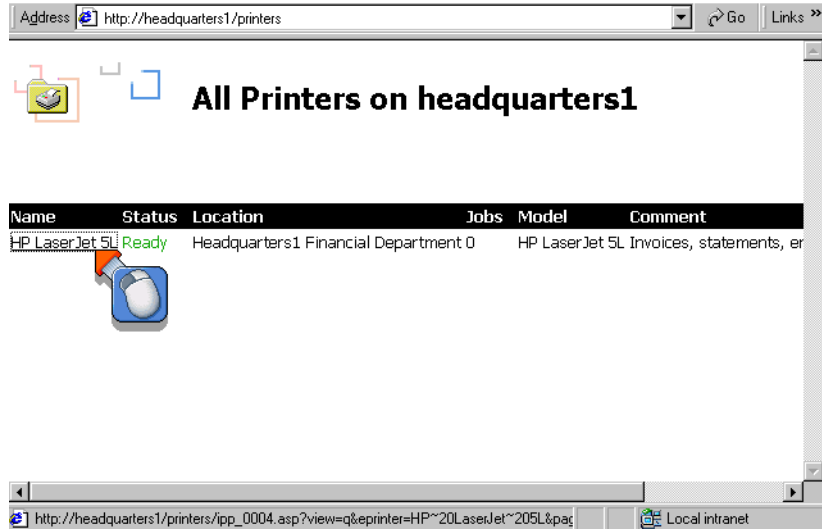 Address http://headquarters1/printers Go Links »
All Printers on headquarters1
Name Status Location Jobs Model Comment
HP LaserJet 5L Ready Headquarters1 Financial Department 0 HP LaserJet 5L Invoices, statements, er
http://headquarters1/printers/ipp_0004.asp?view=q&eprinter=HP~20LaserJet~205L&pag Local intranet